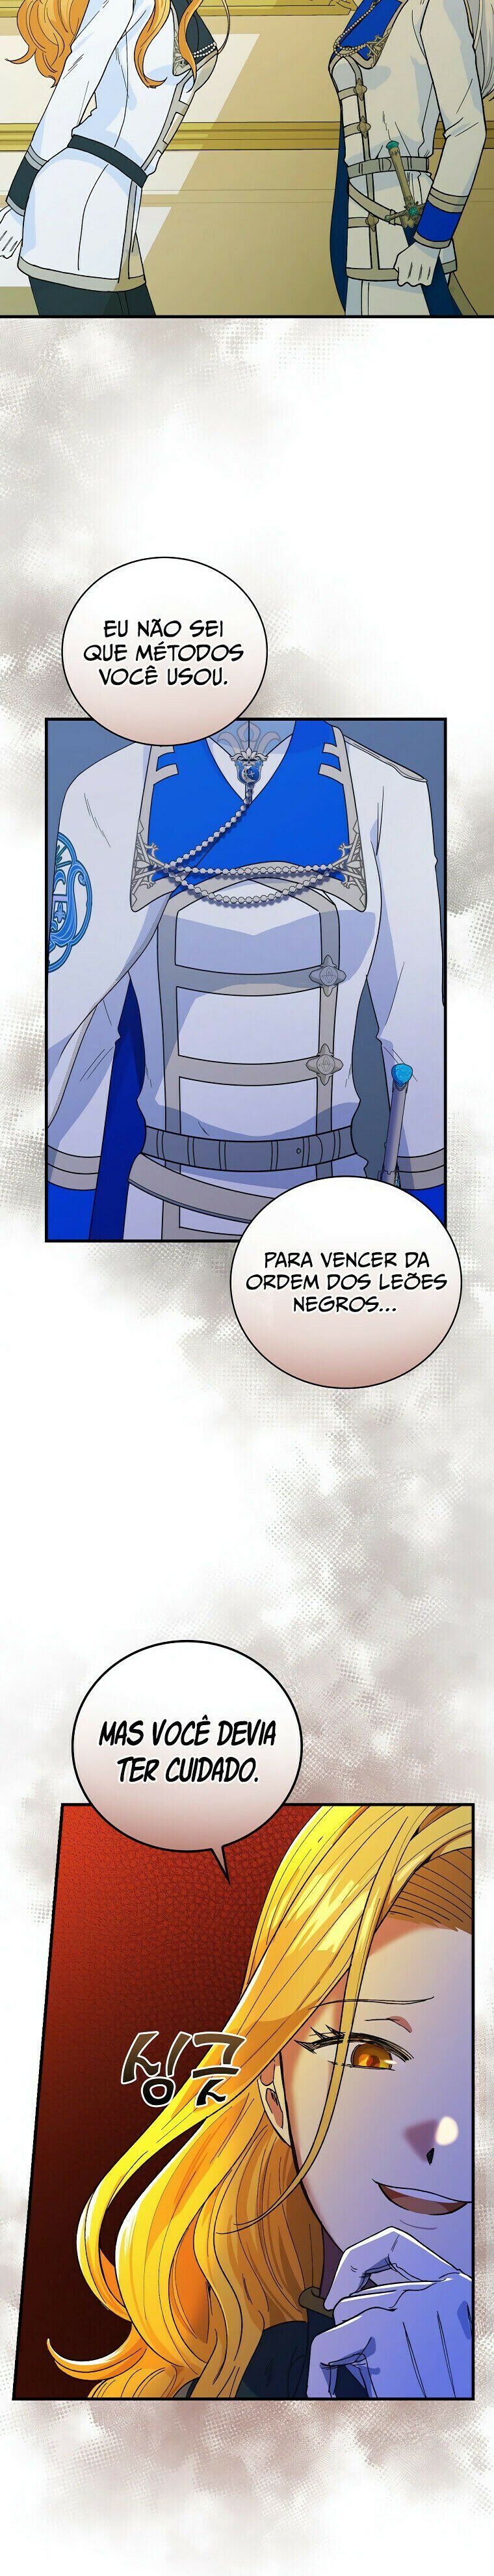 EU NÃO SEI
QUE MÉTODOS
VOCÊ USOU.
PARA VENCER DA
ORDEM DOS LEÕES
NEGROS...
MAS VOCÊ DEVIA
TER CUIDADO.
싱긋